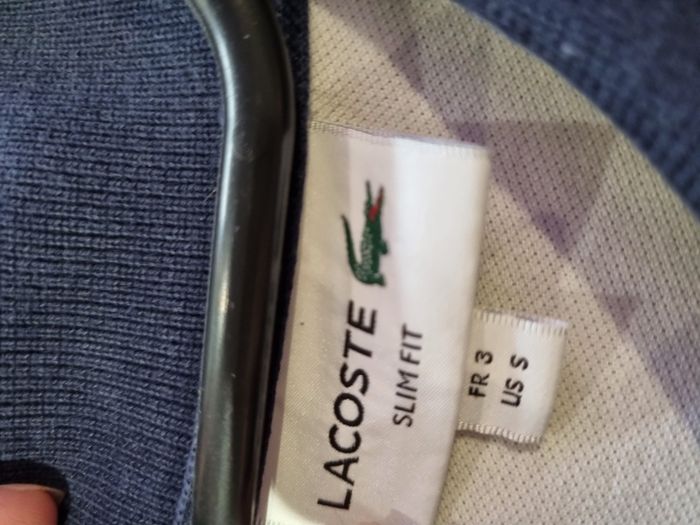 LACOSTE
SLIM FIT
FR 3
US S